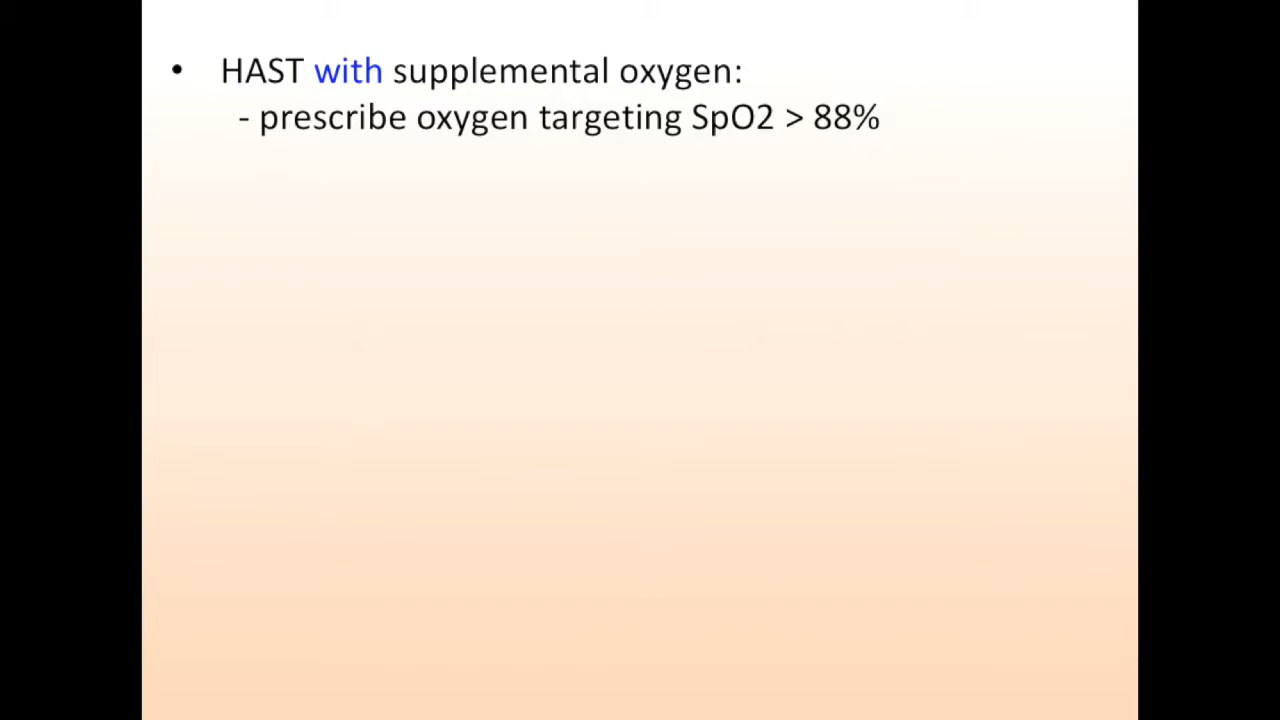 • HAST with supplemental oxygen:
- prescribe oxygen targeting SpO2 > 88%